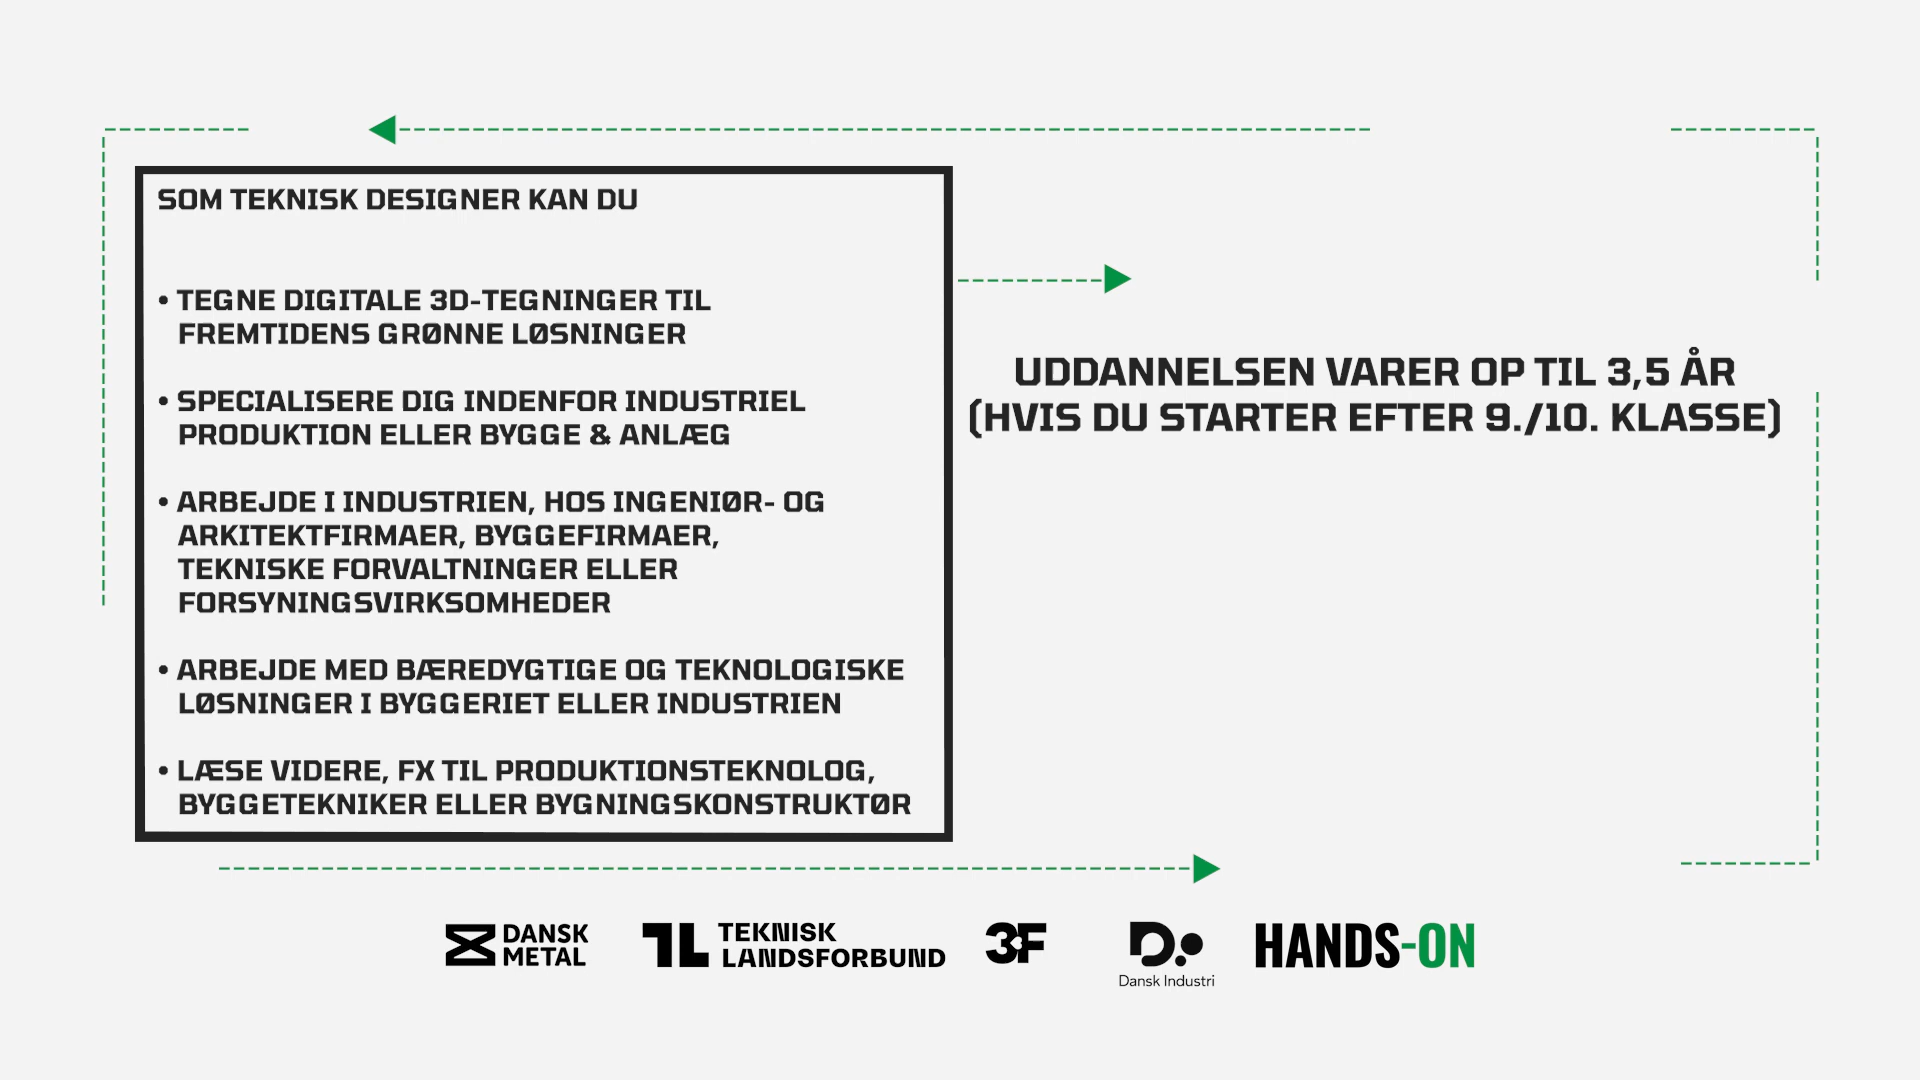 SOM TEKNISK DESIGNER KAN DU
• TEGNE DIGITALE 3D-TEGNINGER TIL
FREMTIDENS GRØNNE LØSNINGER
• SPECIALISERE DIG INDENFOR INDUSTRIEL
PRODUKTION ELLER BYGGE & ANLÆG
• ARBEJDE I INDUSTRIEN, HOS INGENIØR- OG
ARKITEKTFIRMAER, BYGGEFIRMAER,
TEKNISKE FORVALTNINGER ELLER
FORSYNINGSVIRKSOMHEDER
• ARBEJDE MED BÆREDYGTIGE OG TEKNOLOGISKE
LØSNINGER I BYGGERIET ELLER INDUSTRIEN
• LÆSE VIDERE, FX TIL PRODUKTIONSTEKNOLOG,
BYGGETEKNIKER ELLER BYGNINGSKONSTRUKTØR
UDDANNELSEN VARER OP TIL 3,5 ÅR
(HVIS DU STARTER EFTER 9./10. KLASSE)
DANSK
METAL
TL TEKNISK
LANDSFORBUND
3F
D
Dansk Industri
HANDS-ON